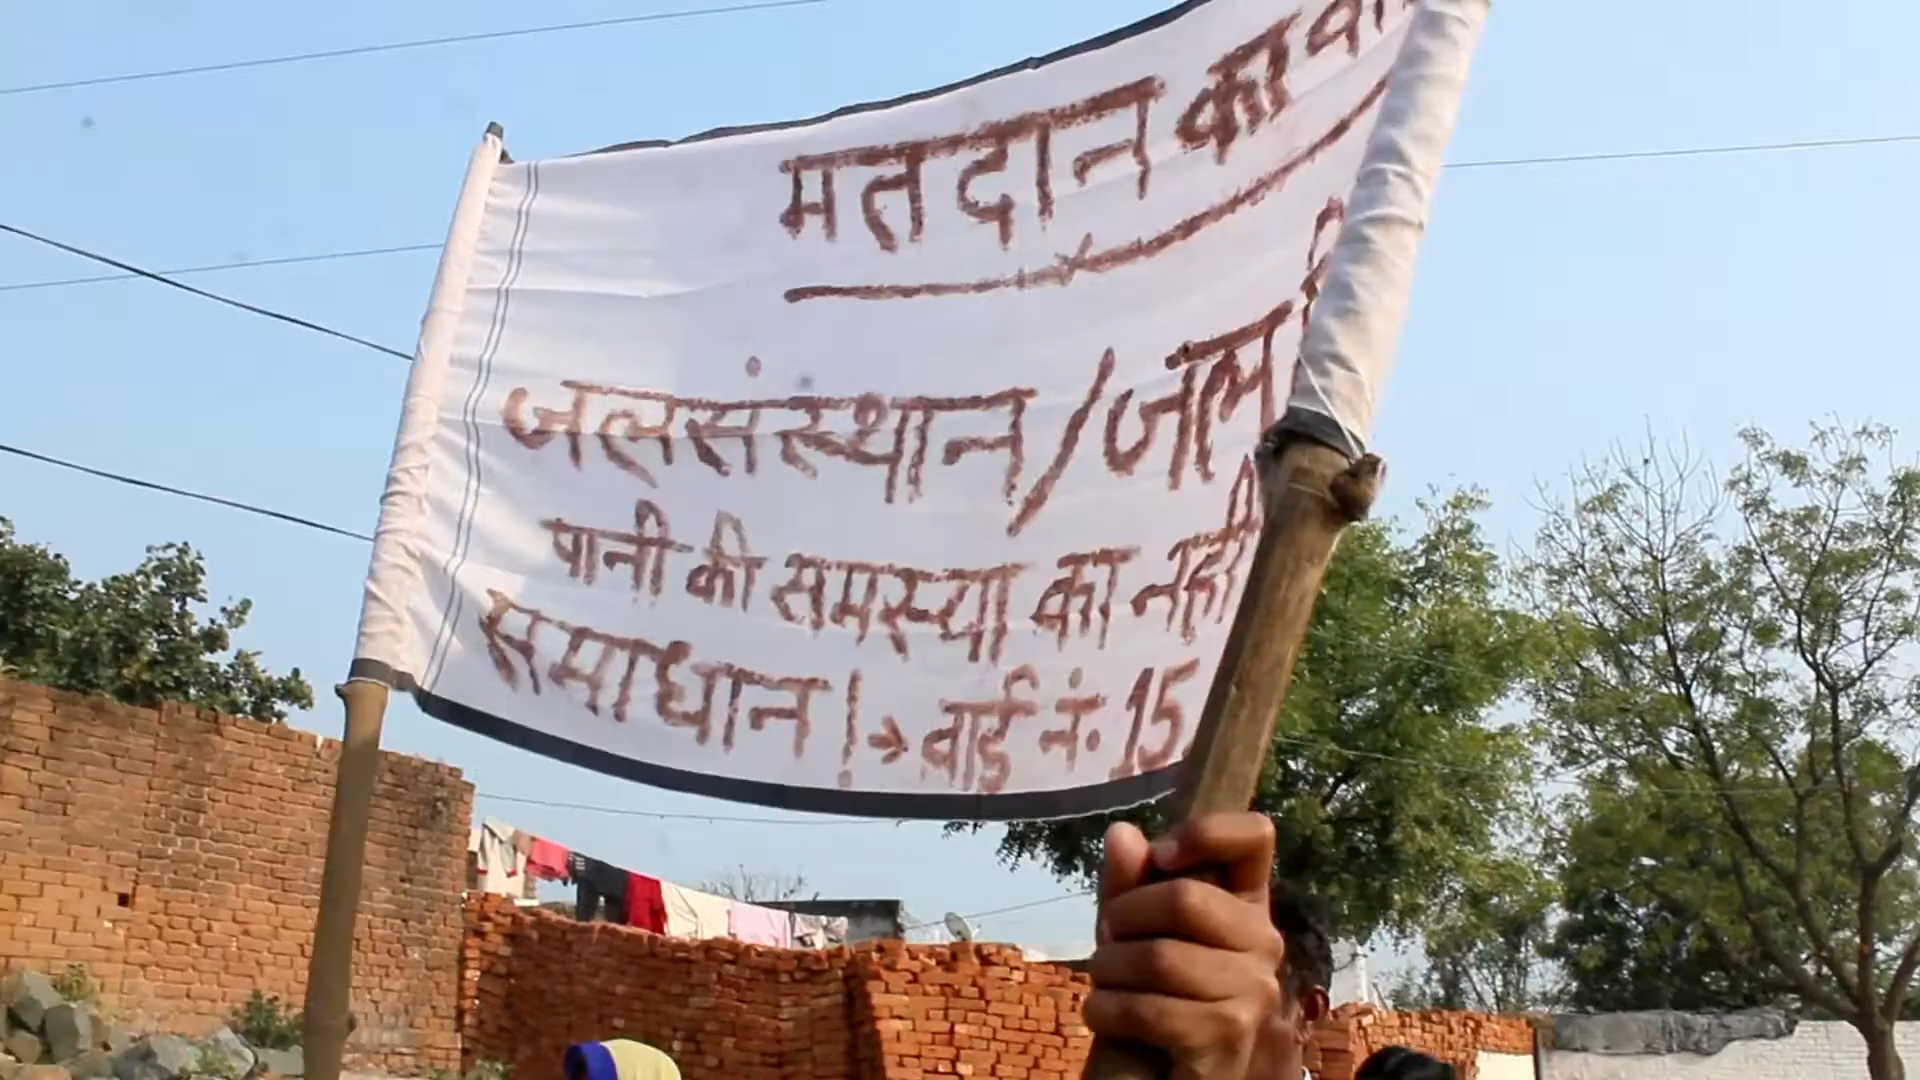 मतदान का
जलसंस्थान / जल
पानी की समस्या का नहीं
समाधान ! → वार्ड नं. 15